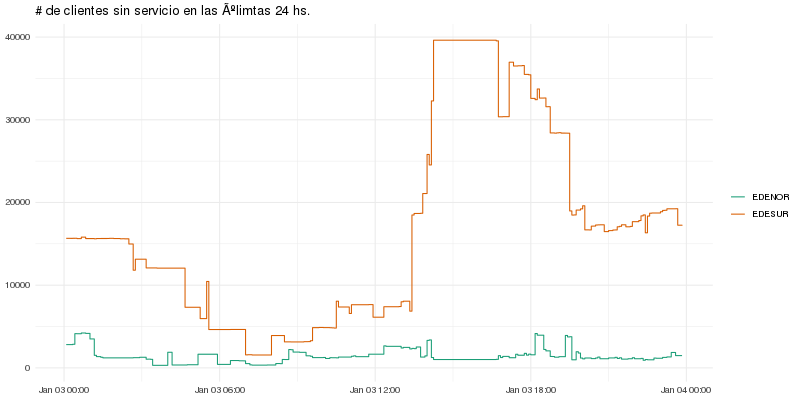 # de clientes sin servicio en las Ãºlimtas 24 hs.
40000
30000
20000
10000
0
Jan 03 00:00
Jan 03 06:00
Jan 03 12:00
Jan 03 18:00
Jan 04 00:00
EDENOR
EDESUR